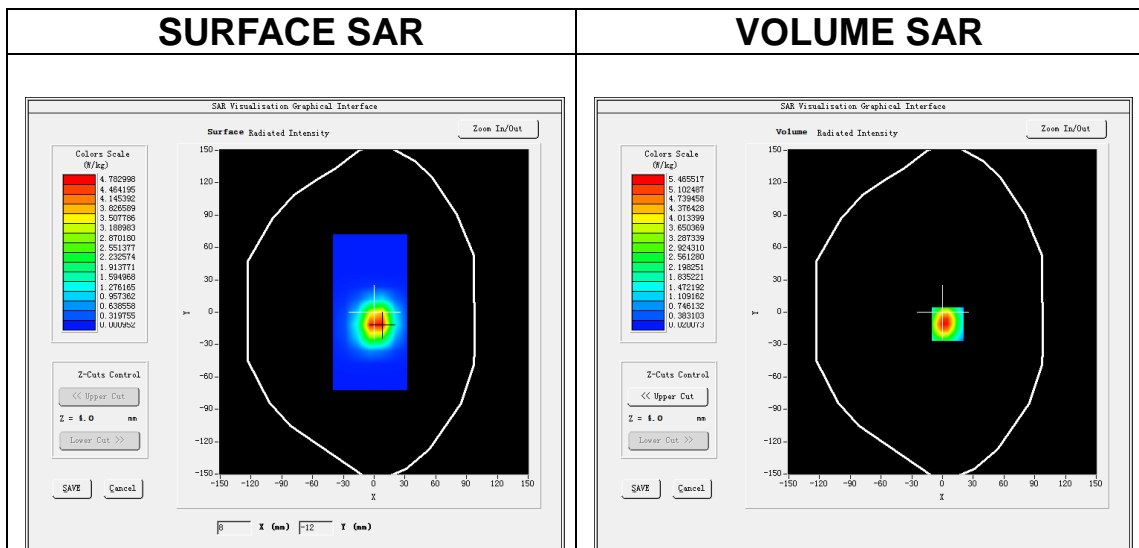 SURFACE SAR
VOLUME SAR
SAR Visualisation Graphical Interface
Surface Radiated Intensity
Zoom In/Out
Colors Scale
(W/kg)
4.782998
4.464195
4.145392
3.826589
3.507786
3.188983
2.870180
2.551377
2.232574
1.913771
1.594968
1.276165
0.957362
0.638558
0.319755
0.000952
Z-Cuts Control
<< Upper Cut
Z = 4.0 mm
Lower Cut >>
SAVE
Cancel
150
120
90
60
30
0
-30
-60
-90
-120
-150
Y
-150 -120 -90 -60 -30 0 30 60 90 120 150
X
8 X (mm) -12 Y (mm)
SAR Visualisation Graphical Interface
Volume Radiated Intensity
Zoom In/Out
Colors Scale
(W/kg)
5.465517
5.102487
4.739458
4.376428
4.013399
3.650369
3.287339
2.924310
2.561280
2.198251
1.835221
1.472192
1.109162
0.746132
0.383103
0.020073
Z-Cuts Control
<< Upper Cut
Z = 4.0 mm
Lower Cut >>
SAVE
Cancel
150
120
90
60
30
0
-30
-60
-90
-120
-150
Y
-150 -120 -90 -60 -30 0 30 60 90 120 150
X